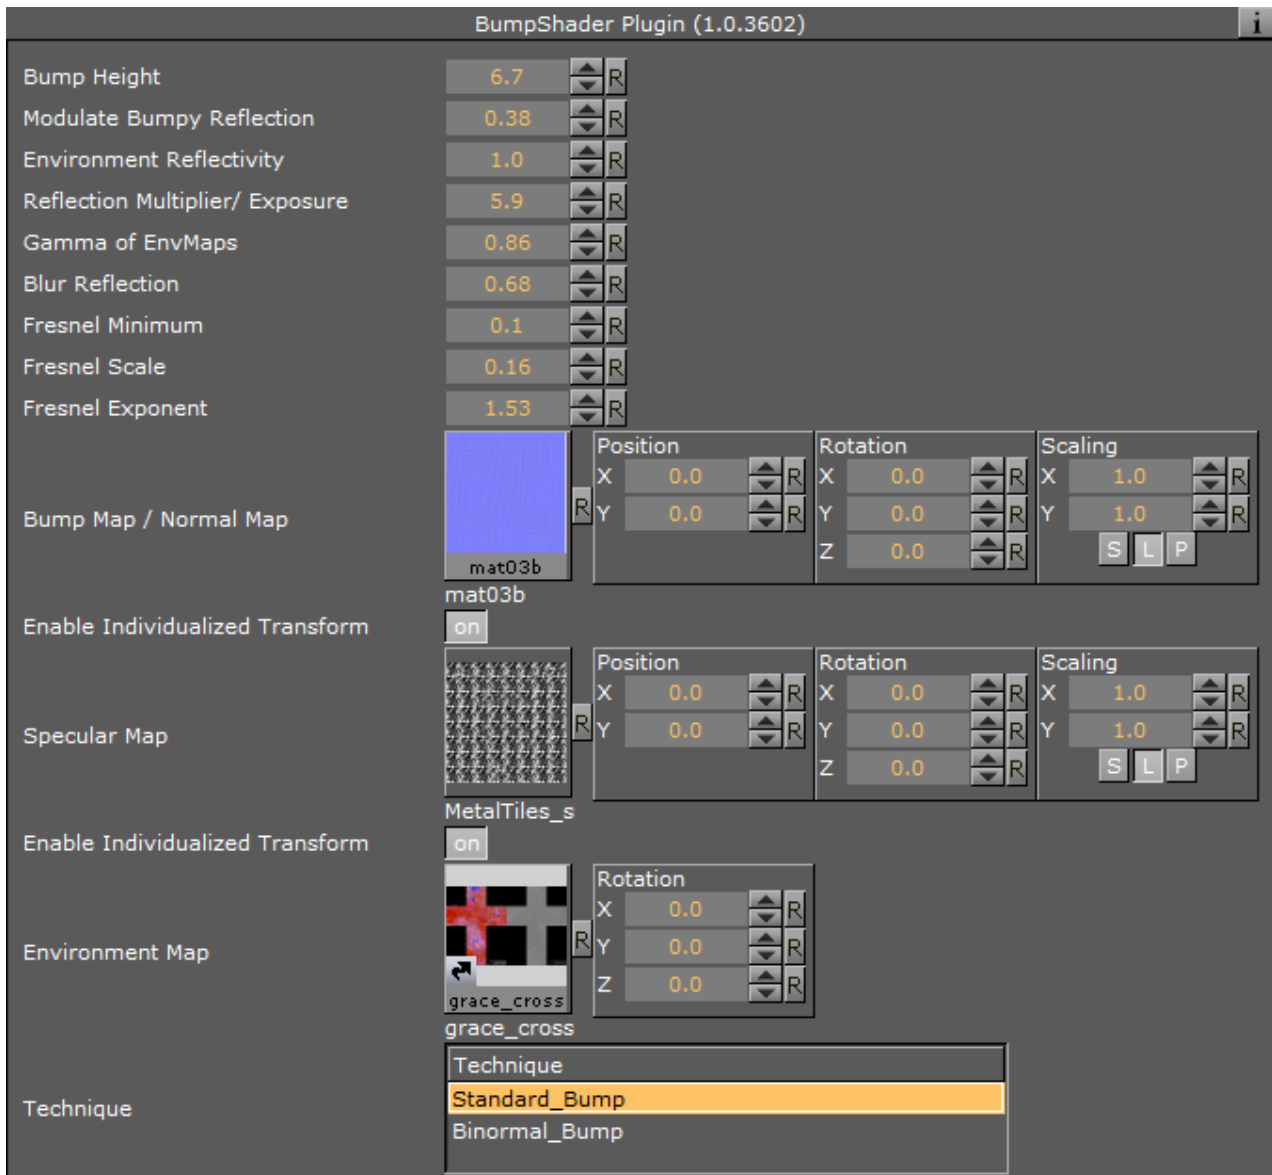 BumpShader Plugin (1.0.3602) i
Bump Height 6.7 R
Modulate Bumpy Reflection 0.38 R
Environment Reflectivity 1.0 R
Reflection Multiplier/ Exposure 5.9 R
Gamma of EnvMaps 0.86 R
Blur Reflection 0.68 R
Fresnel Minimum 0.1 R
Fresnel Scale 0.16 R
Fresnel Exponent 1.53 R
Position Rotation Scaling
X 0.0 R X 0.0 R X 1.0 R
Bump Map / Normal Map R Y 0.0 R Y 0.0 R Y 1.0 R
Z 0.0 R S L P
mat03b
mat03b
Enable Individualized Transform on
Position Rotation Scaling
X 0.0 R X 0.0 R X 1.0 R
Specular Map R Y 0.0 R Y 0.0 R Y 1.0 R
Z 0.0 R S L P
MetalTiles_s
Enable Individualized Transform on
Rotation
X 0.0 R
Environment Map R Y 0.0 R
Z 0.0 R
grace_cross
grace_cross
Technique
Standard_Bump
Technique
Binormal_Bump